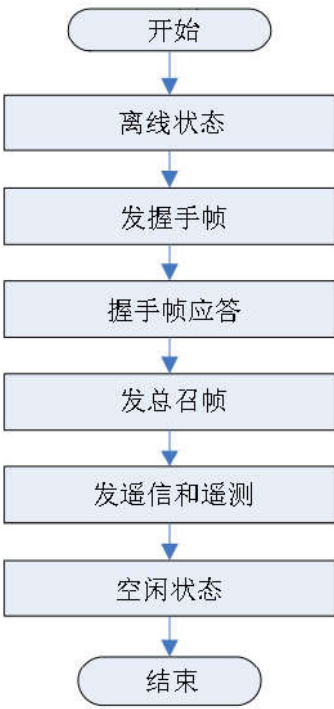 开始
离线状态
发握手帧
握手帧应答
发总召帧
发遥信和遥测
空闲状态
结束